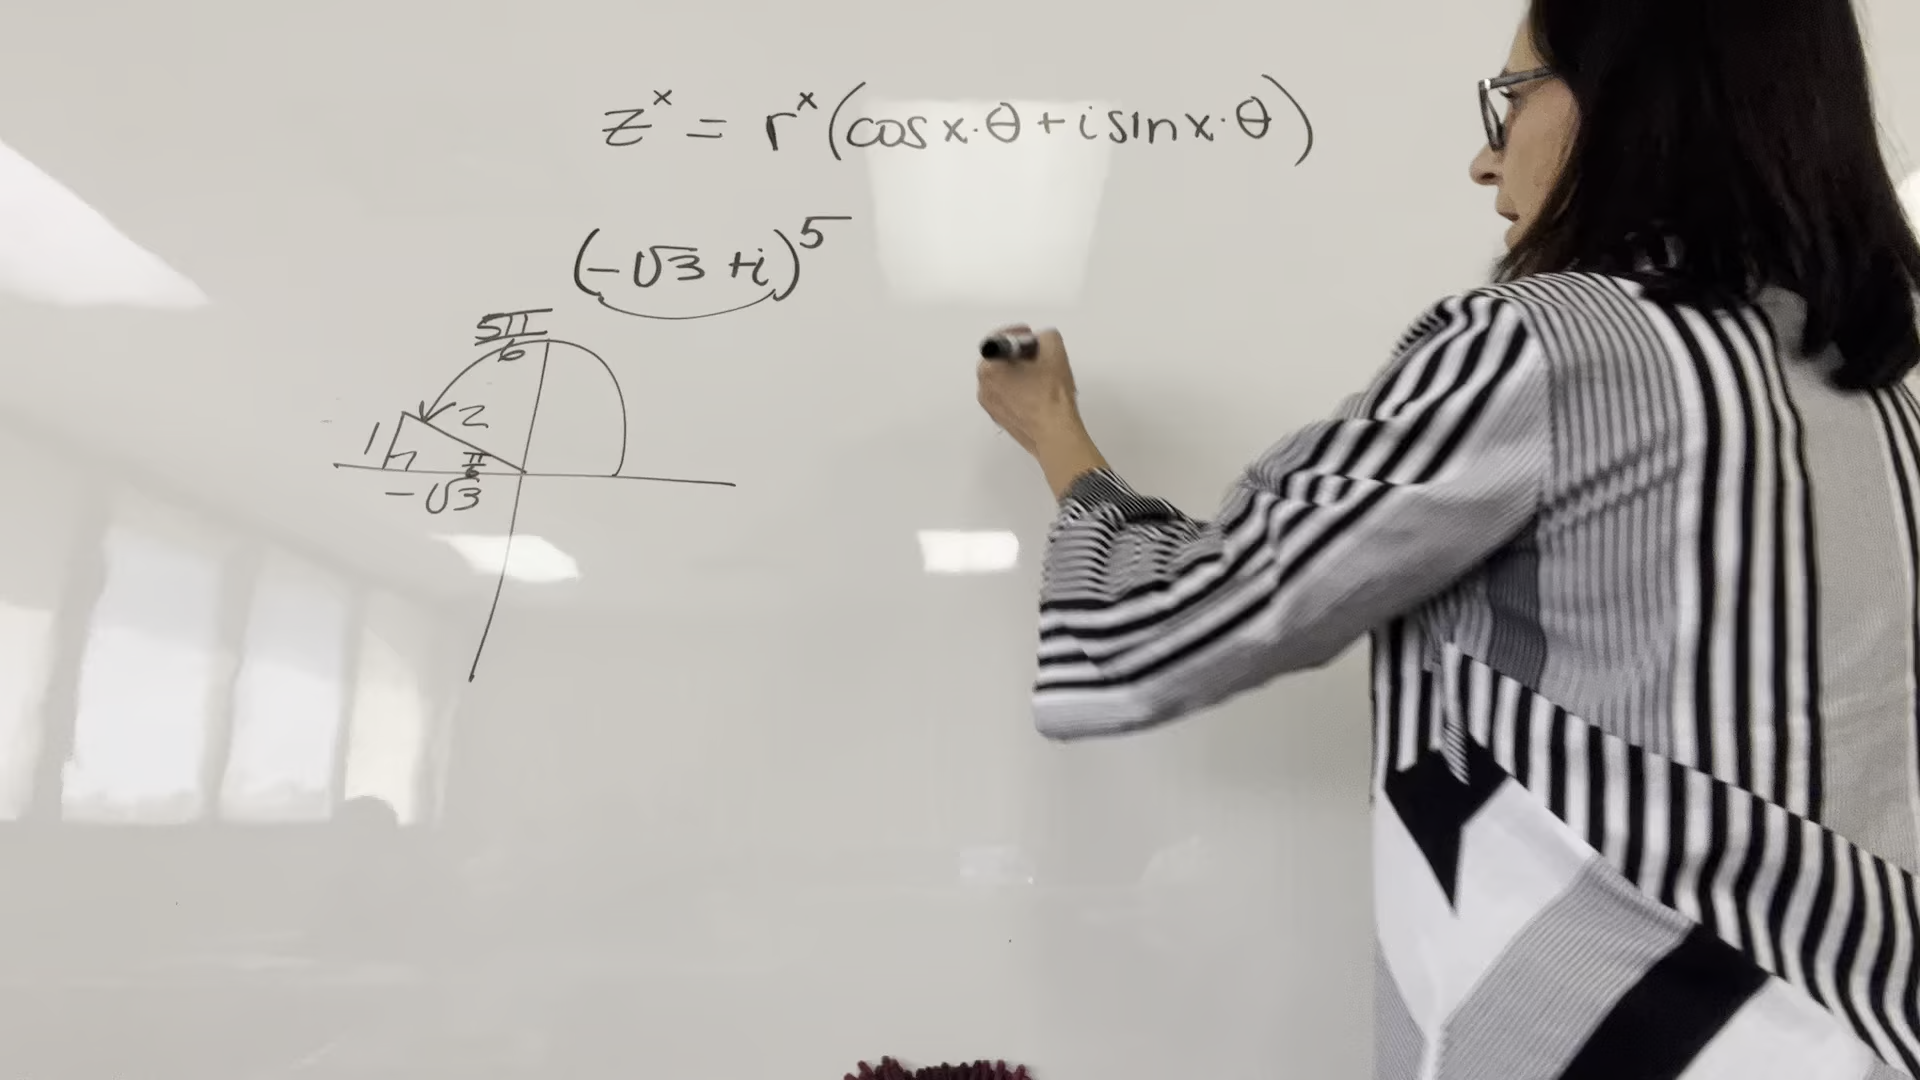 z^x = r^x (cos x·θ + i sin x·θ)
(-√3 + i)^5
5π/6
2
1
π/6
-√3